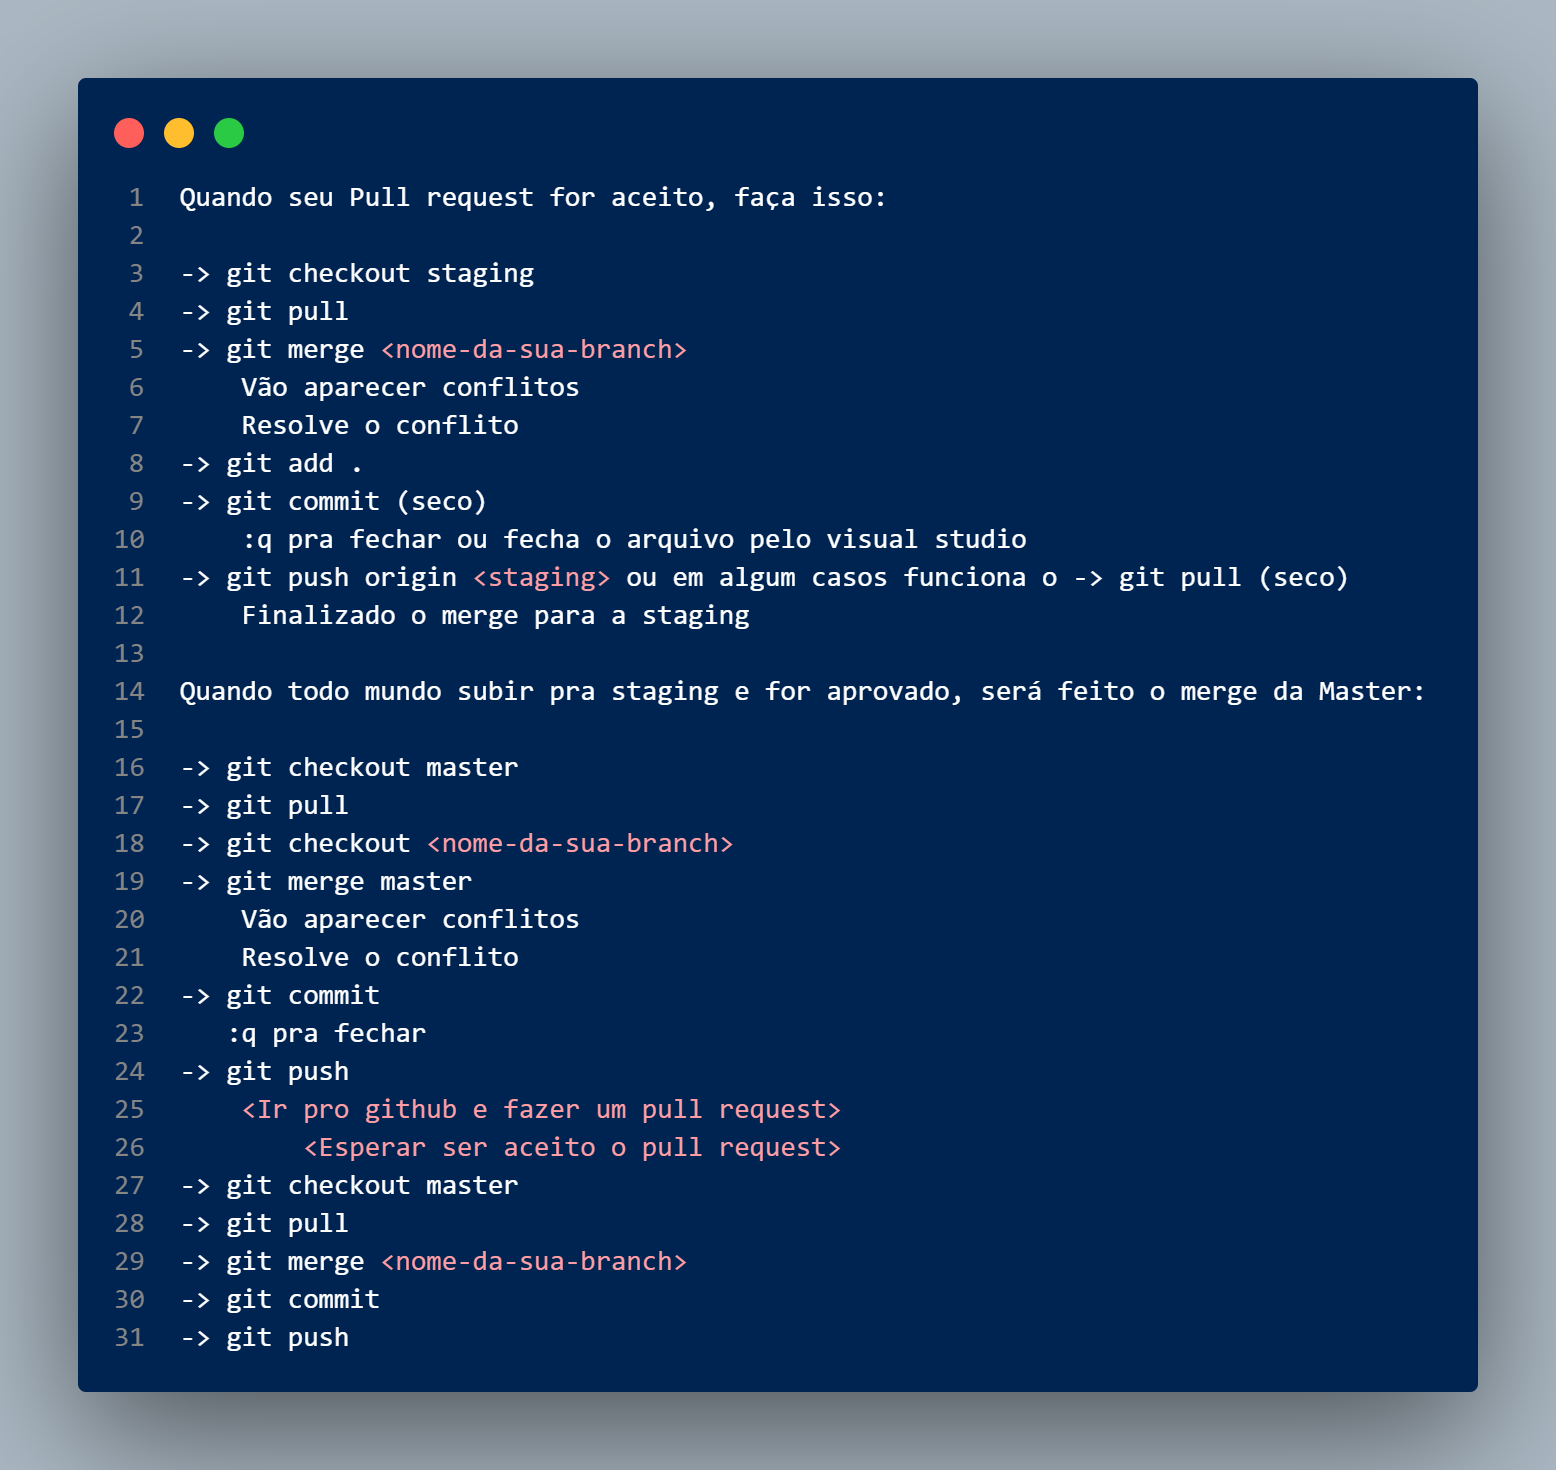 1 Quando seu Pull request for aceito, faça isso:
2
3 -> git checkout staging
4 -> git pull
5 -> git merge <nome-da-sua-branch>
6 Vão aparecer conflitos
7 Resolve o conflito
8 -> git add .
9 -> git commit (seco)
10 :q pra fechar ou fecha o arquivo pelo visual studio
11 -> git push origin <staging> ou em algum casos funciona o -> git pull (seco)
12 Finalizado o merge para a staging
13
14 Quando todo mundo subir pra staging e for aprovado, será feito o merge da Master:
15
16 -> git checkout master
17 -> git pull
18 -> git checkout <nome-da-sua-branch>
19 -> git merge master
20 Vão aparecer conflitos
21 Resolve o conflito
22 -> git commit
23 :q pra fechar
24 -> git push
25 <Ir pro github e fazer um pull request>
26 <Esperar ser aceito o pull request>
27 -> git checkout master
28 -> git pull
29 -> git merge <nome-da-sua-branch>
30 -> git commit
31 -> git push